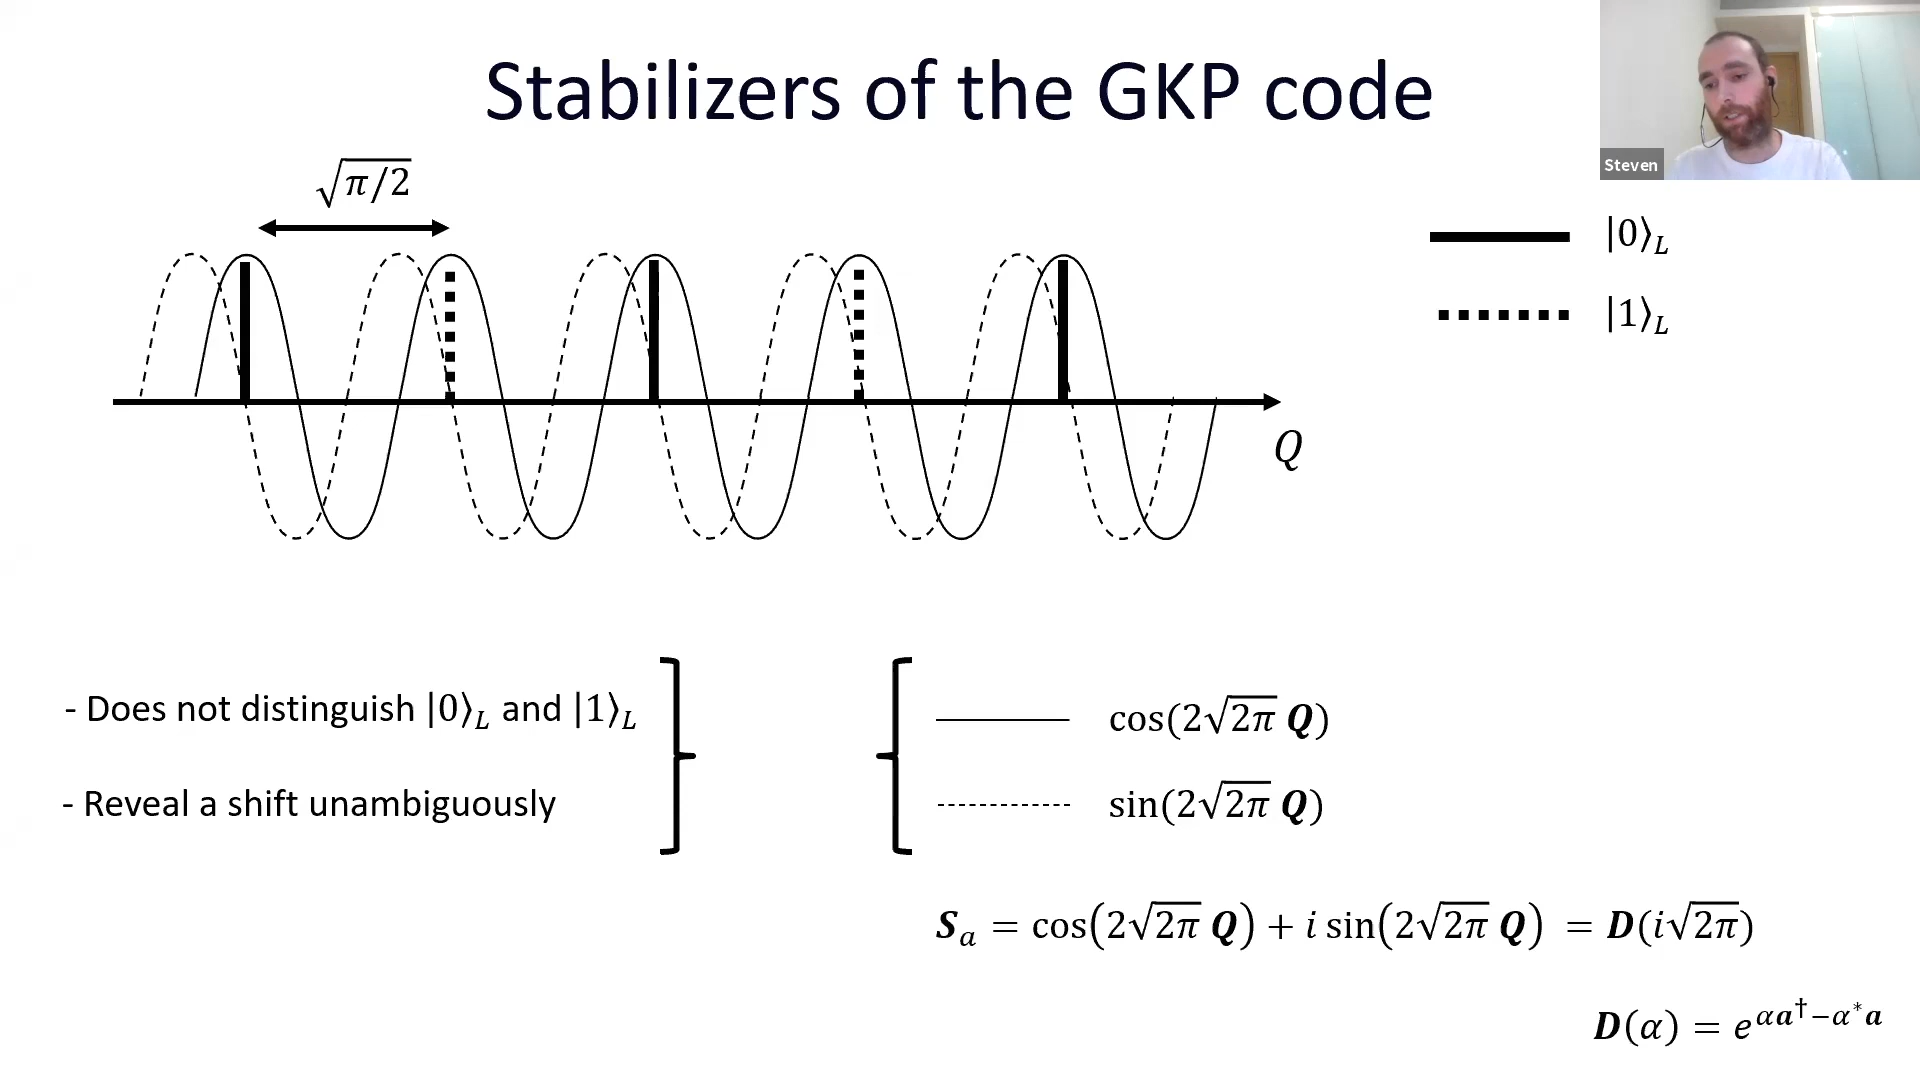 Stabilizers of the GKP code
Steven
√π/2
|0⟩_L
|1⟩_L
Q
- Does not distinguish |0⟩_L and |1⟩_L
- Reveal a shift unambiguously
cos(2√2π Q)
sin(2√2π Q)
S_a = cos(2√2π Q) + i sin(2√2π Q) = D(i√2π)
D(α) = e^{αa†−α*a}